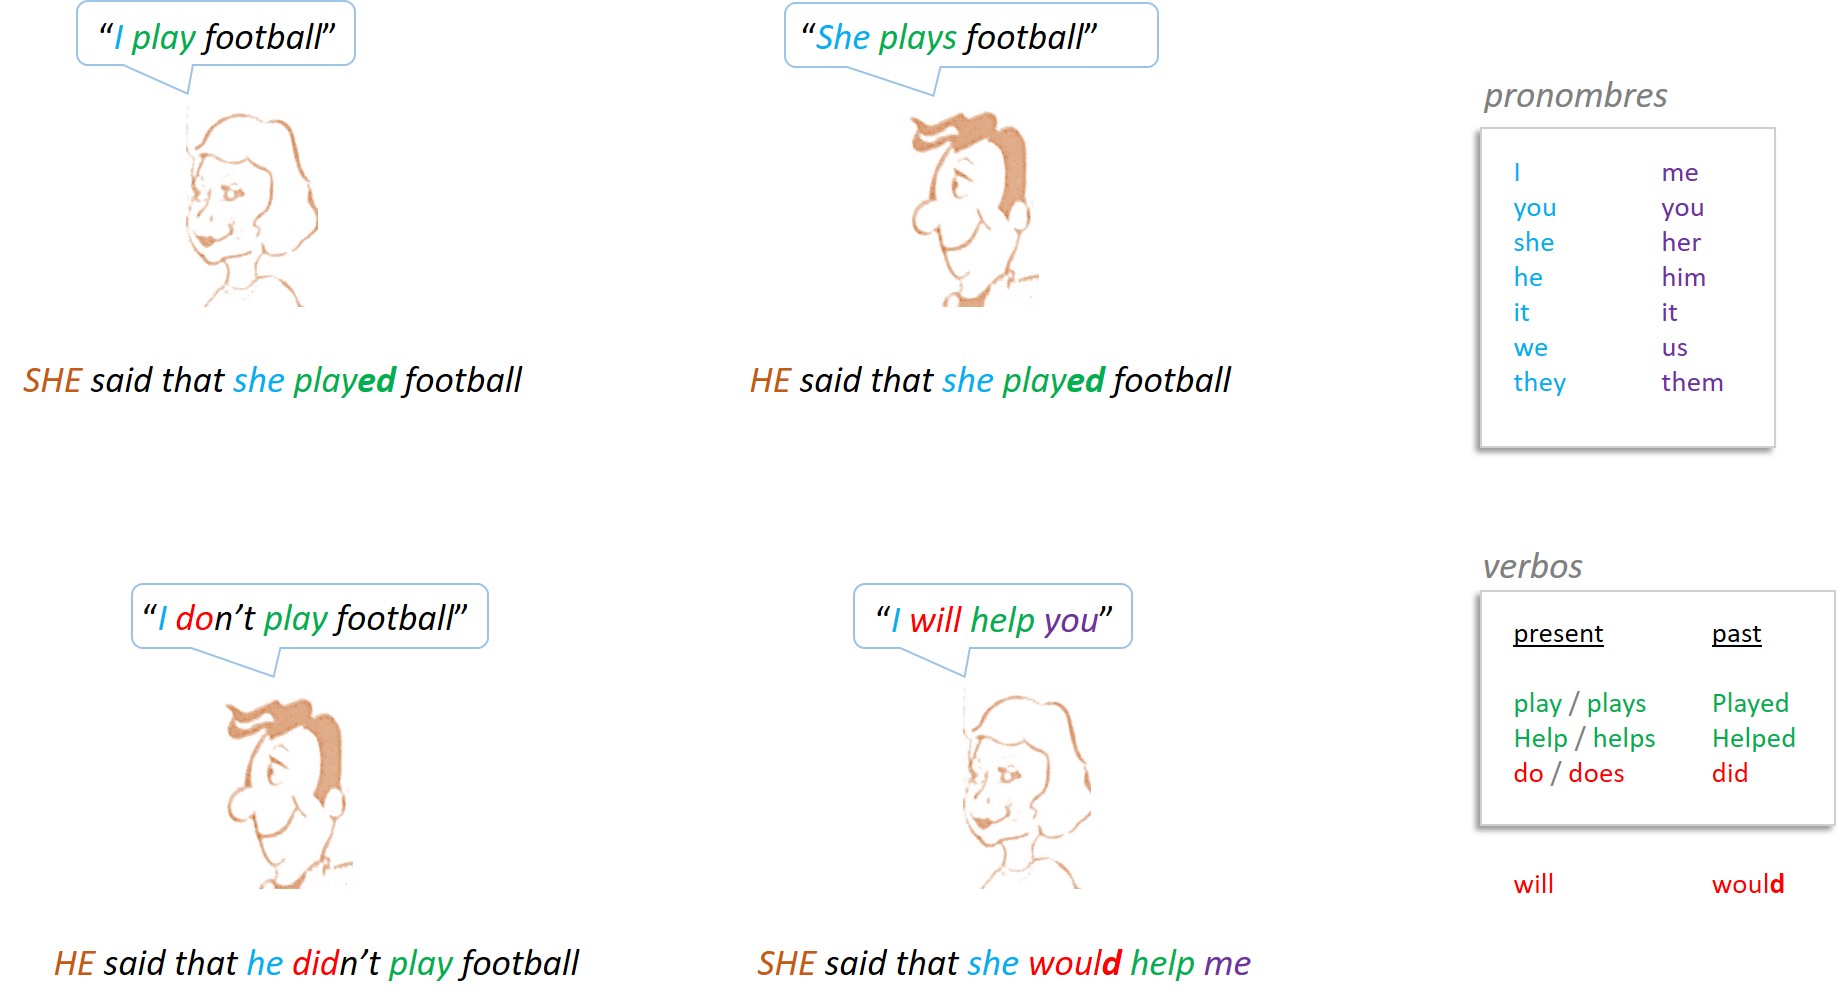 “I play football”
“She plays football”
SHE said that she played football
HE said that she played football
“I don’t play football”
“I will help you”
HE said that he didn’t play football
SHE said that she would help me
pronombres
I me
you you
she her
he him
it it
we us
they them
verbos
present past
play / plays Played
Help / helps Helped
do / does did
will would